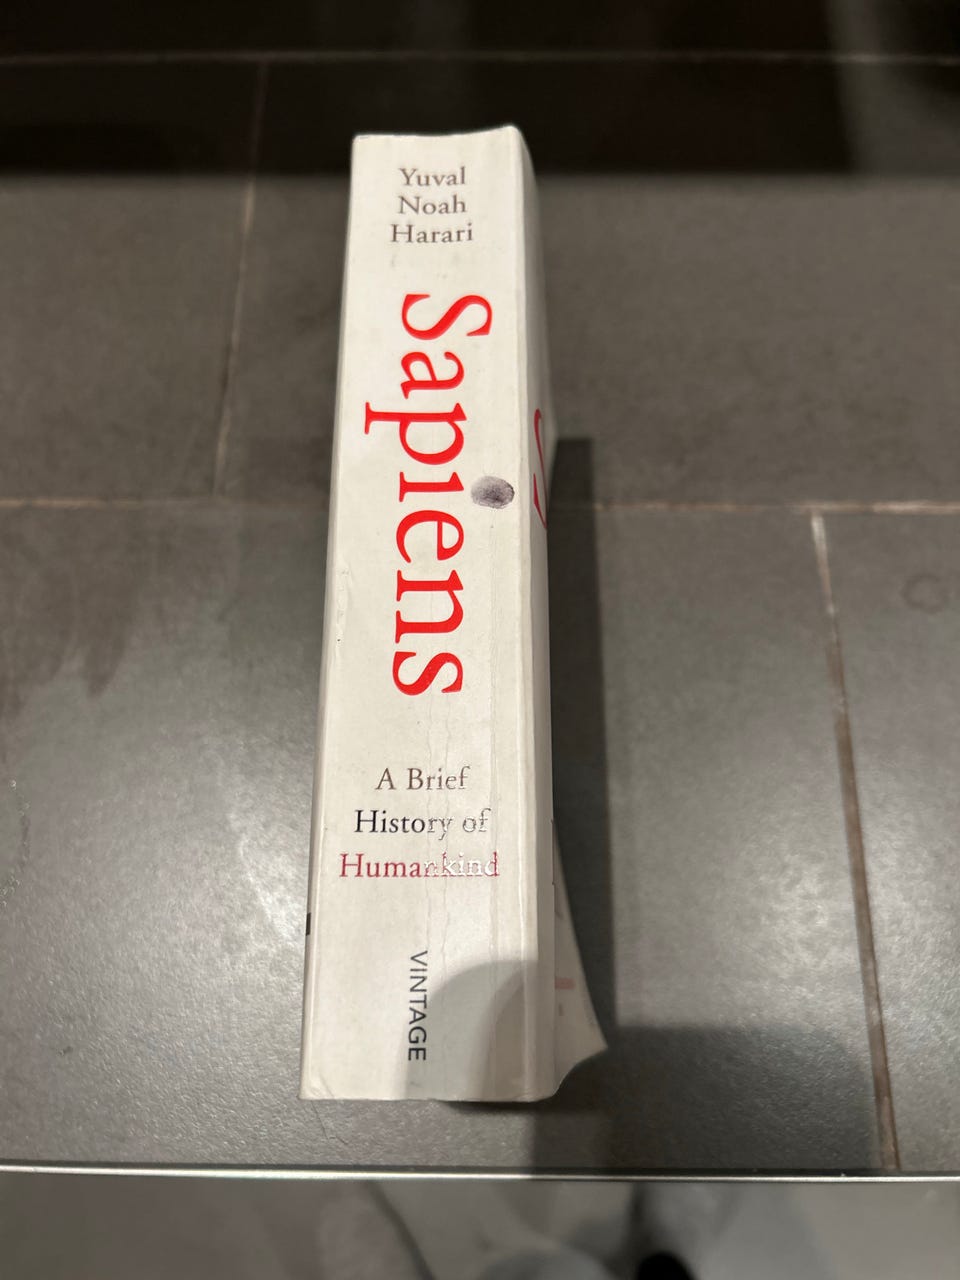 Yuval
Noah
Harari
Sapiens
A Brief
History of
Humankind
VINTAGE